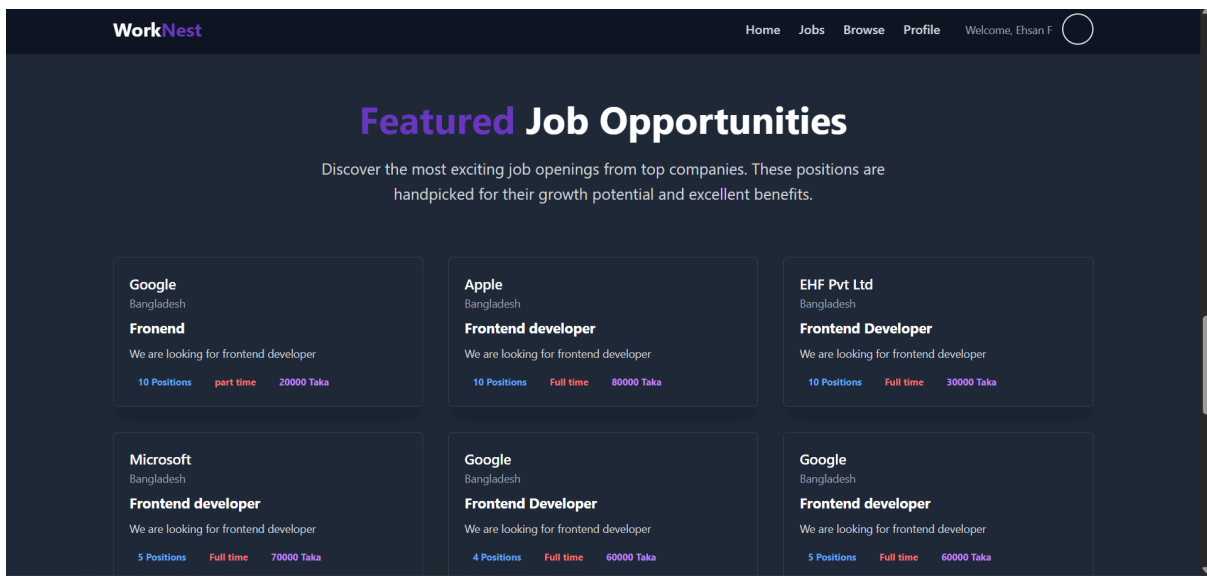 WorkNest
Home Jobs Browse Profile Welcome, Ehsan F
Featured Job Opportunities
Discover the most exciting job openings from top companies. These positions are
handpicked for their growth potential and excellent benefits.
Google
Bangladesh
Fronend
We are looking for frontend developer
10 Positions part time 20000 Taka
Apple
Bangladesh
Frontend developer
We are looking for frontend developer
10 Positions Full time 80000 Taka
EHF Pvt Ltd
Bangladesh
Frontend Developer
We are looking for frontend developer
10 Positions Full time 30000 Taka
Microsoft
Bangladesh
Frontend developer
We are looking for frontend developer
5 Positions Full time 70000 Taka
Google
Bangladesh
Frontend Developer
We are looking for frontend developer
4 Positions Full time 60000 Taka
Google
Bangladesh
Frontend developer
We are looking for frontend developer
5 Positions Full time 60000 Taka